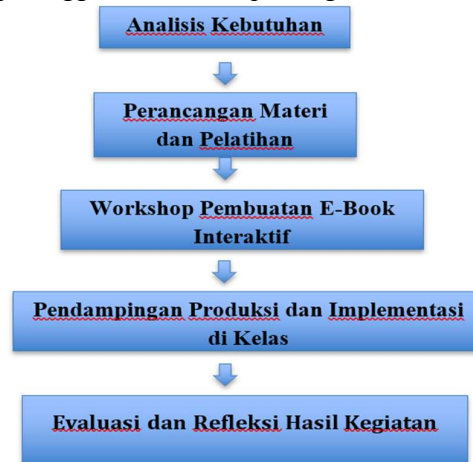 Analisis Kebutuhan
Perancangan Materi
dan Pelatihan
Workshop Pembuatan E-Book
Interaktif
Pendampingan Produksi dan Implementasi
di Kelas
Evaluasi dan Refleksi Hasil Kegiatan